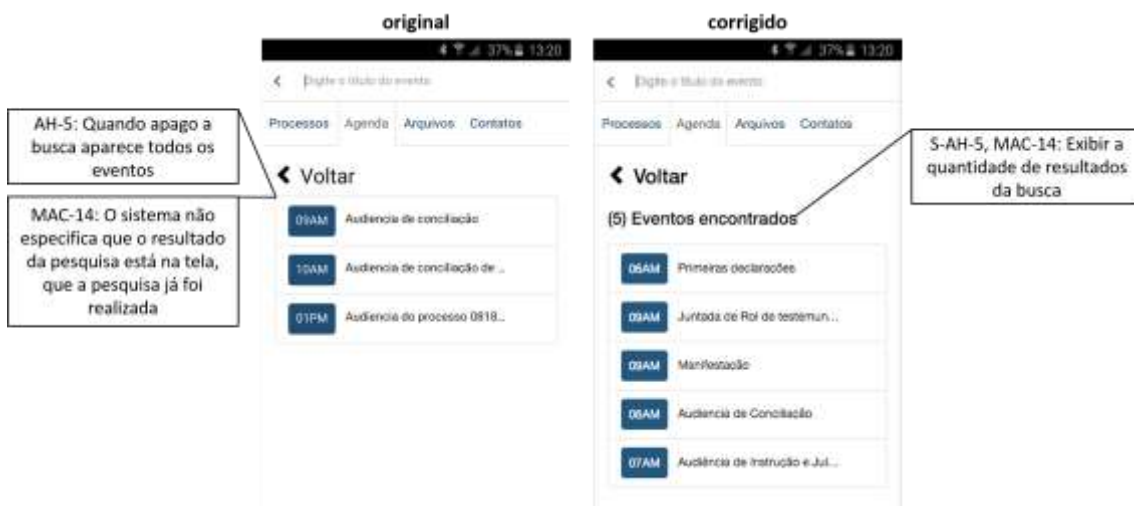 original
37% 13:20
Digite o título do evento
Processos Agenda Arquivos Contatos
Voltar
09AM Audiencia de conciliação
10AM Audiencia de conciliação de ...
01PM Audiencia do processo 0818...
AH-5: Quando apago a
busca aparece todos os
eventos
MAC-14: O sistema não
especifica que o resultado
da pesquisa está na tela,
que a pesquisa já foi
realizada
corrigido
37% 13:20
Digite o título do evento
Processos Agenda Arquivos Contatos
Voltar
(5) Eventos encontrados
06AM Primeiras declarações
09AM Juntada de Rol de testemun...
09AM Manifestação
08AM Audiencia de Conciliação
07AM Audiência de Instrução e Jul...
S-AH-5, MAC-14: Exibir a
quantidade de resultados
da busca